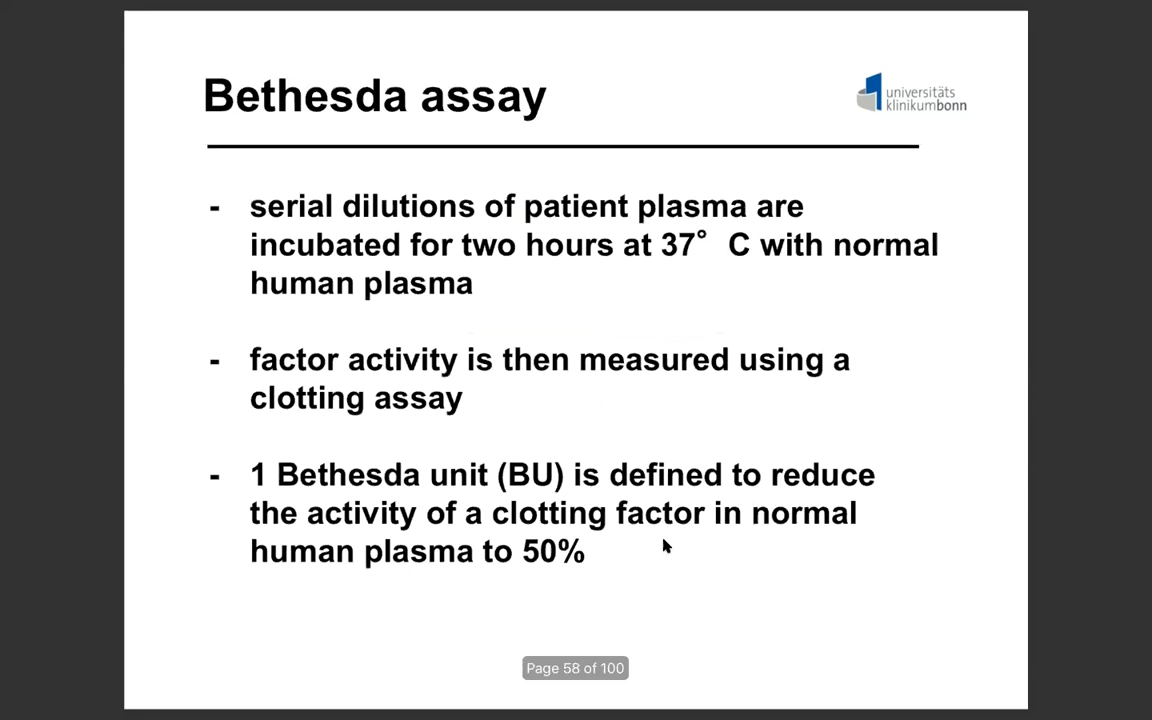 Bethesda assay
universitäts
klinikumbonn
- serial dilutions of patient plasma are
incubated for two hours at 37° C with normal
human plasma
- factor activity is then measured using a
clotting assay
- 1 Bethesda unit (BU) is defined to reduce
the activity of a clotting factor in normal
human plasma to 50%
Page 58 of 100